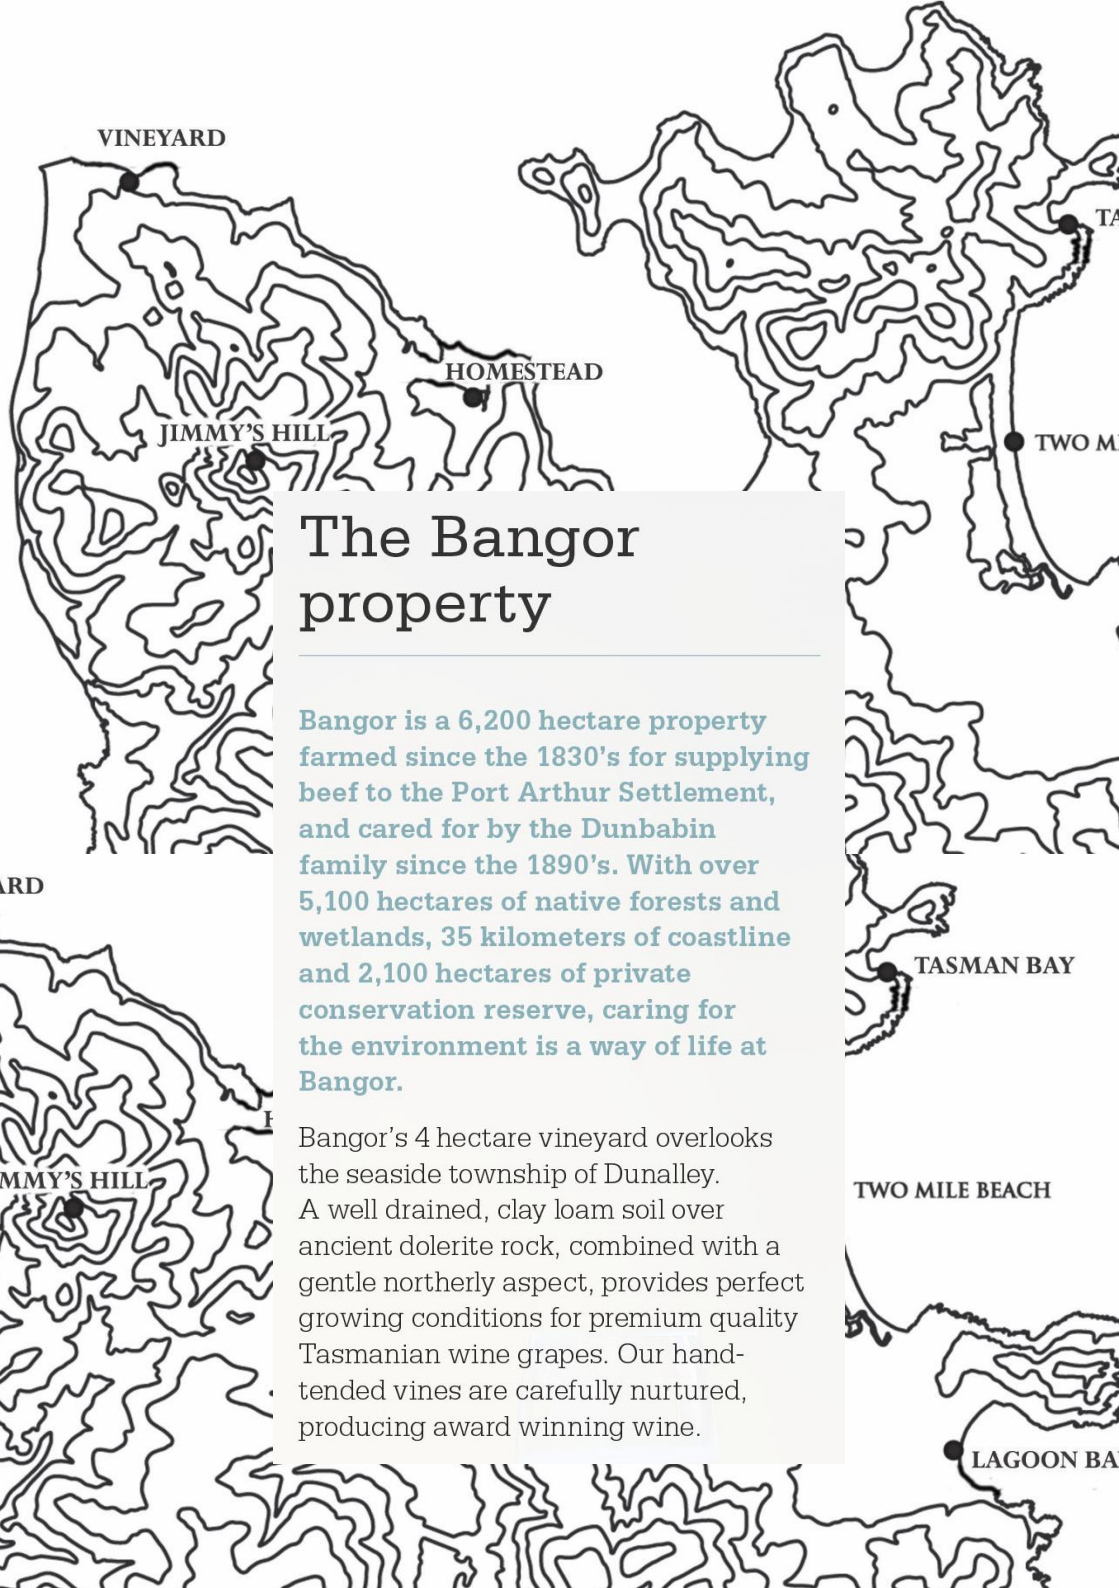 VINEYARD
TA
HOMESTEAD
JIMMY'S HILL
TWO M
The Bangor
property
Bangor is a 6,200 hectare property
farmed since the 1830's for supplying
beef to the Port Arthur Settlement,
and cared for by the Dunbabin
family since the 1890's. With over
5,100 hectares of native forests and
wetlands, 35 kilometers of coastline
and 2,100 hectares of private
conservation reserve, caring for
the environment is a way of life at
Bangor.
Bangor's 4 hectare vineyard overlooks
the seaside township of Dunalley.
A well drained, clay loam soil over
ancient dolerite rock, combined with a
gentle northerly aspect, provides perfect
growing conditions for premium quality
Tasmanian wine grapes. Our hand-
tended vines are carefully nurtured,
producing award winning wine.
ARD
TASMAN BAY
H
MMY'S HILL
TWO MILE BEACH
LAGOON BA